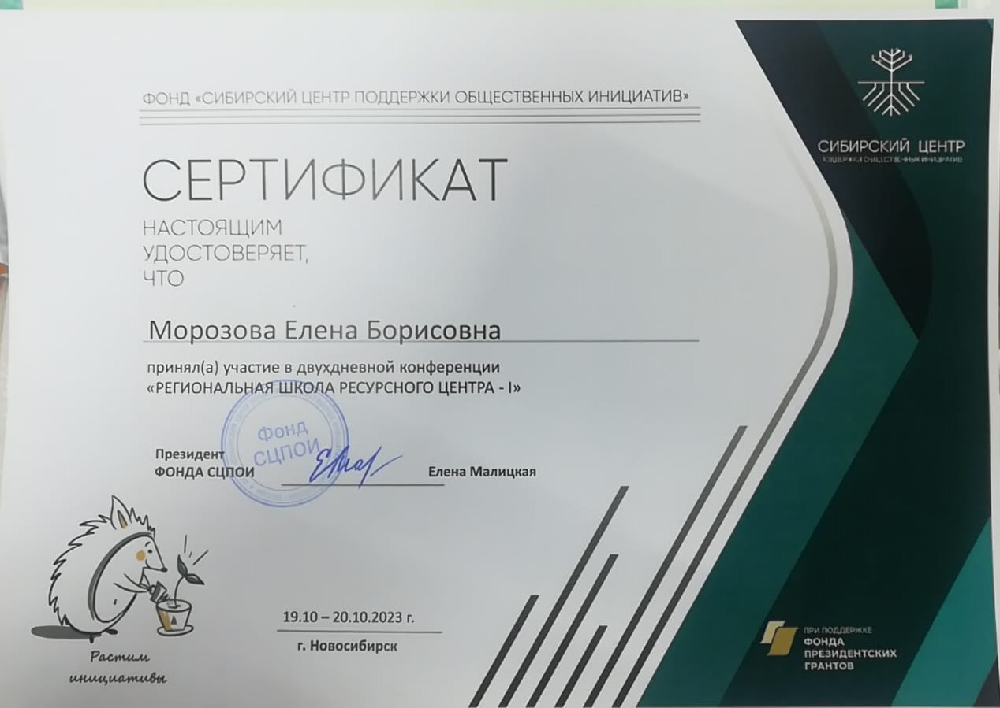 ФОНД «СИБИРСКИЙ ЦЕНТР ПОДДЕРЖКИ ОБЩЕСТВЕННЫХ ИНИЦИАТИВ»
СИБИРСКИЙ ЦЕНТР
ПОДДЕРЖКИ ОБЩЕСТВЕННЫХ ИНИЦИАТИВ
СЕРТИФИКАТ
НАСТОЯЩИМ
УДОСТОВЕРЯЕТ,
ЧТО
Морозова Елена Борисовна
принял(а) участие в двухдневной конференции
«РЕГИОНАЛЬНАЯ ШКОЛА РЕСУРСНОГО ЦЕНТРА - I»
Фонд
СЦПОИ
Президент
ФОНДА СЦПОИ
Елена Малицкая
19.10 – 20.10.2023 г.
г. Новосибирск
Растим
инициативы
ПРИ ПОДДЕРЖКЕ
ФОНДА
ПРЕЗИДЕНТСКИХ
ГРАНТОВ